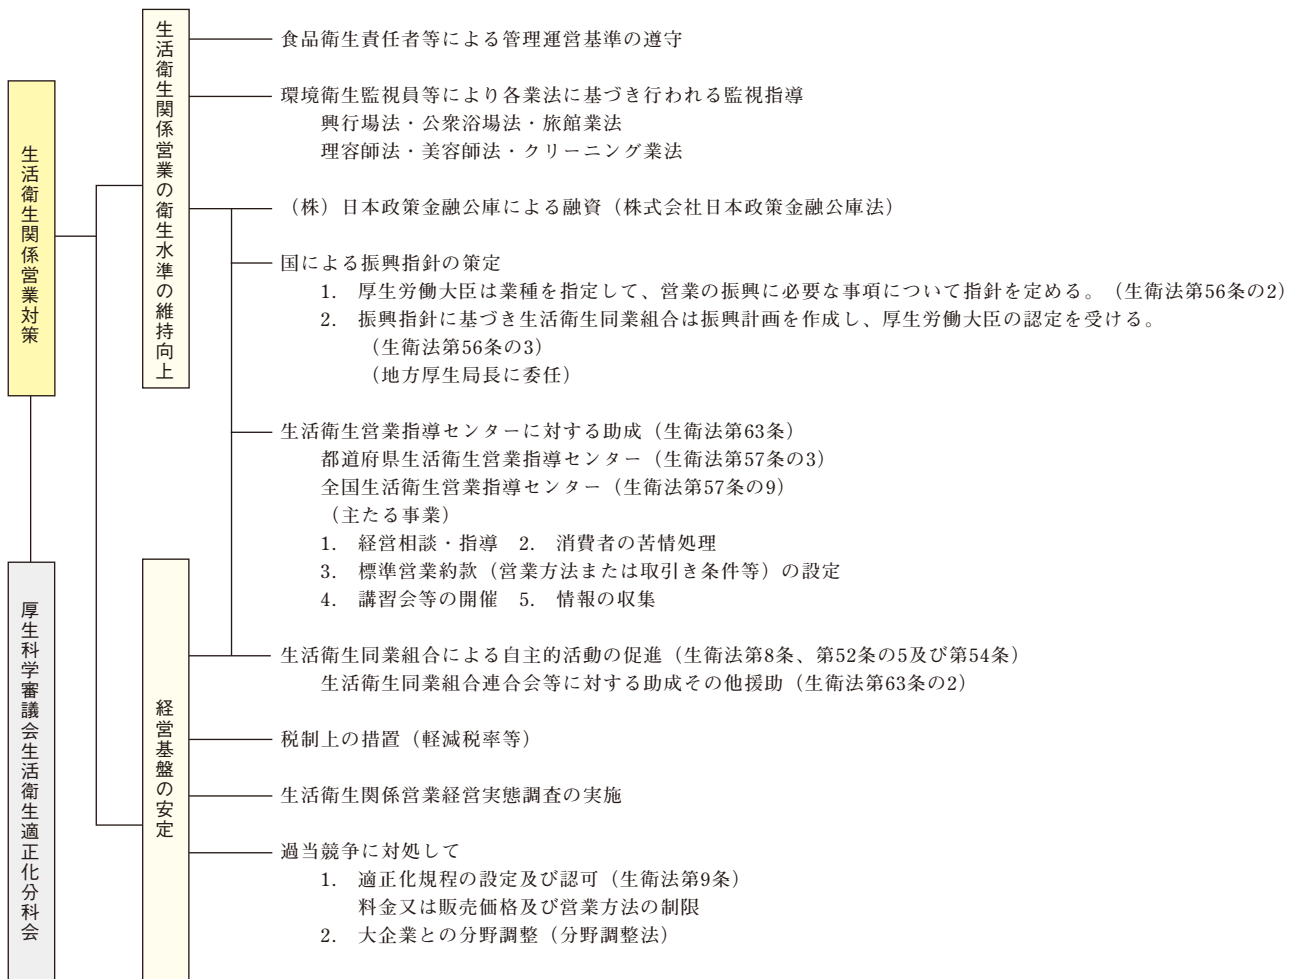 生活衛生関係営業対策
厚生科学審議会生活衛生適正化分科会
生活衛生関係営業の衛生水準の維持向上
経営基盤の安定
食品衛生責任者等による管理運営基準の遵守
環境衛生監視員等により各業法に基づき行われる監視指導
興行場法・公衆浴場法・旅館業法
理容師法・美容師法・クリーニング業法
（株）日本政策金融公庫による融資（株式会社日本政策金融公庫法）
国による振興指針の策定
1. 厚生労働大臣は業種を指定して、営業の振興に必要な事項について指針を定める。（生衛法第56条の2）
2. 振興指針に基づき生活衛生同業組合は振興計画を作成し、厚生労働大臣の認定を受ける。
（生衛法第56条の3）
（地方厚生局長に委任）
生活衛生営業指導センターに対する助成（生衛法第63条）
都道府県生活衛生営業指導センター（生衛法第57条の3）
全国生活衛生営業指導センター（生衛法第57条の9）
（主たる事業）
1. 経営相談・指導 2. 消費者の苦情処理
3. 標準営業約款（営業方法または取引き条件等）の設定
4. 講習会等の開催 5. 情報の収集
生活衛生同業組合による自主的活動の促進（生衛法第8条、第52条の5及び第54条）
生活衛生同業組合連合会等に対する助成その他援助（生衛法第63条の2）
税制上の措置（軽減税率等）
生活衛生関係営業経営実態調査の実施
過当競争に対処して
1. 適正化規程の設定及び認可（生衛法第9条）
料金又は販売価格及び営業方法の制限
2. 大企業との分野調整（分野調整法）